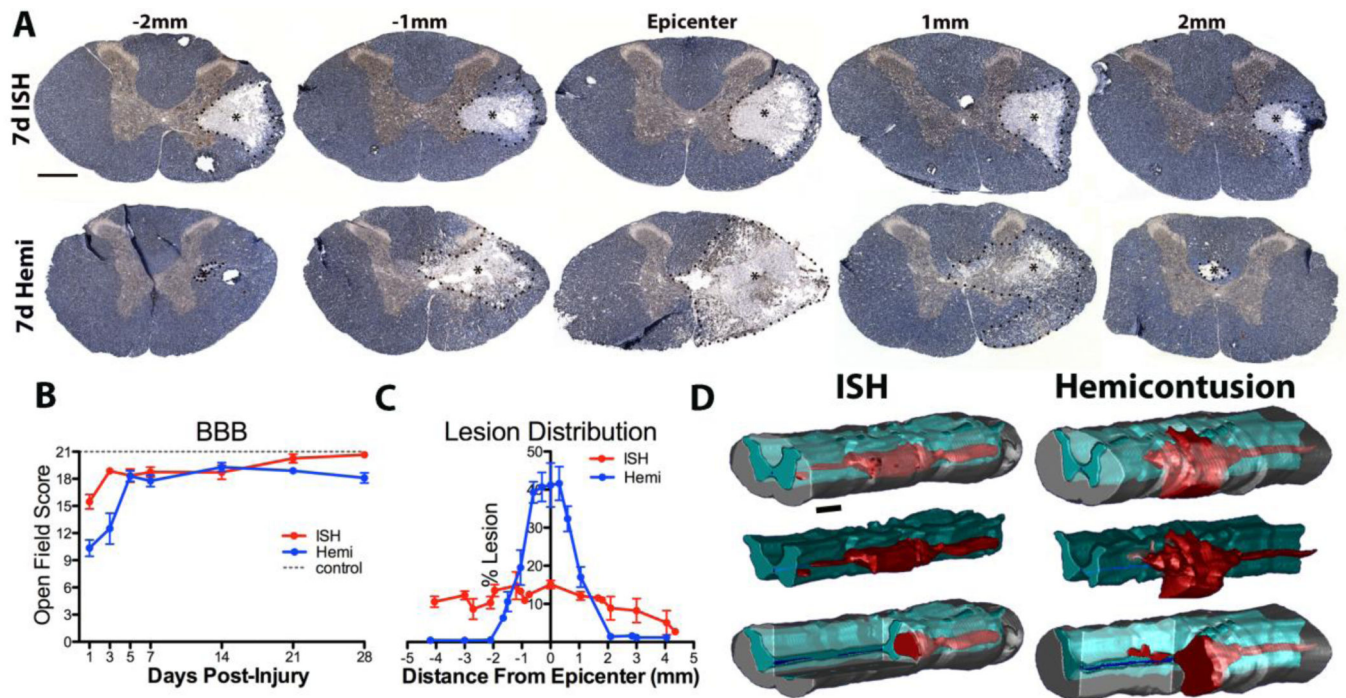 A
-2mm
-1mm
Epicenter
1mm
2mm
7d ISH
* * * * *
7d Hemi
* * * * *
B
BBB
Open Field Score
21
18
15
12
9
6
3
0
ISH
Hemi
control
1 3 5 7 14 21 28
Days Post-Injury
C
Lesion Distribution
% Lesion
50
40
30
20
10
ISH
Hemi
-5 -4 -3 -2 -1 0 1 2 3 4 5
Distance From Epicenter (mm)
D
ISH
Hemicontusion